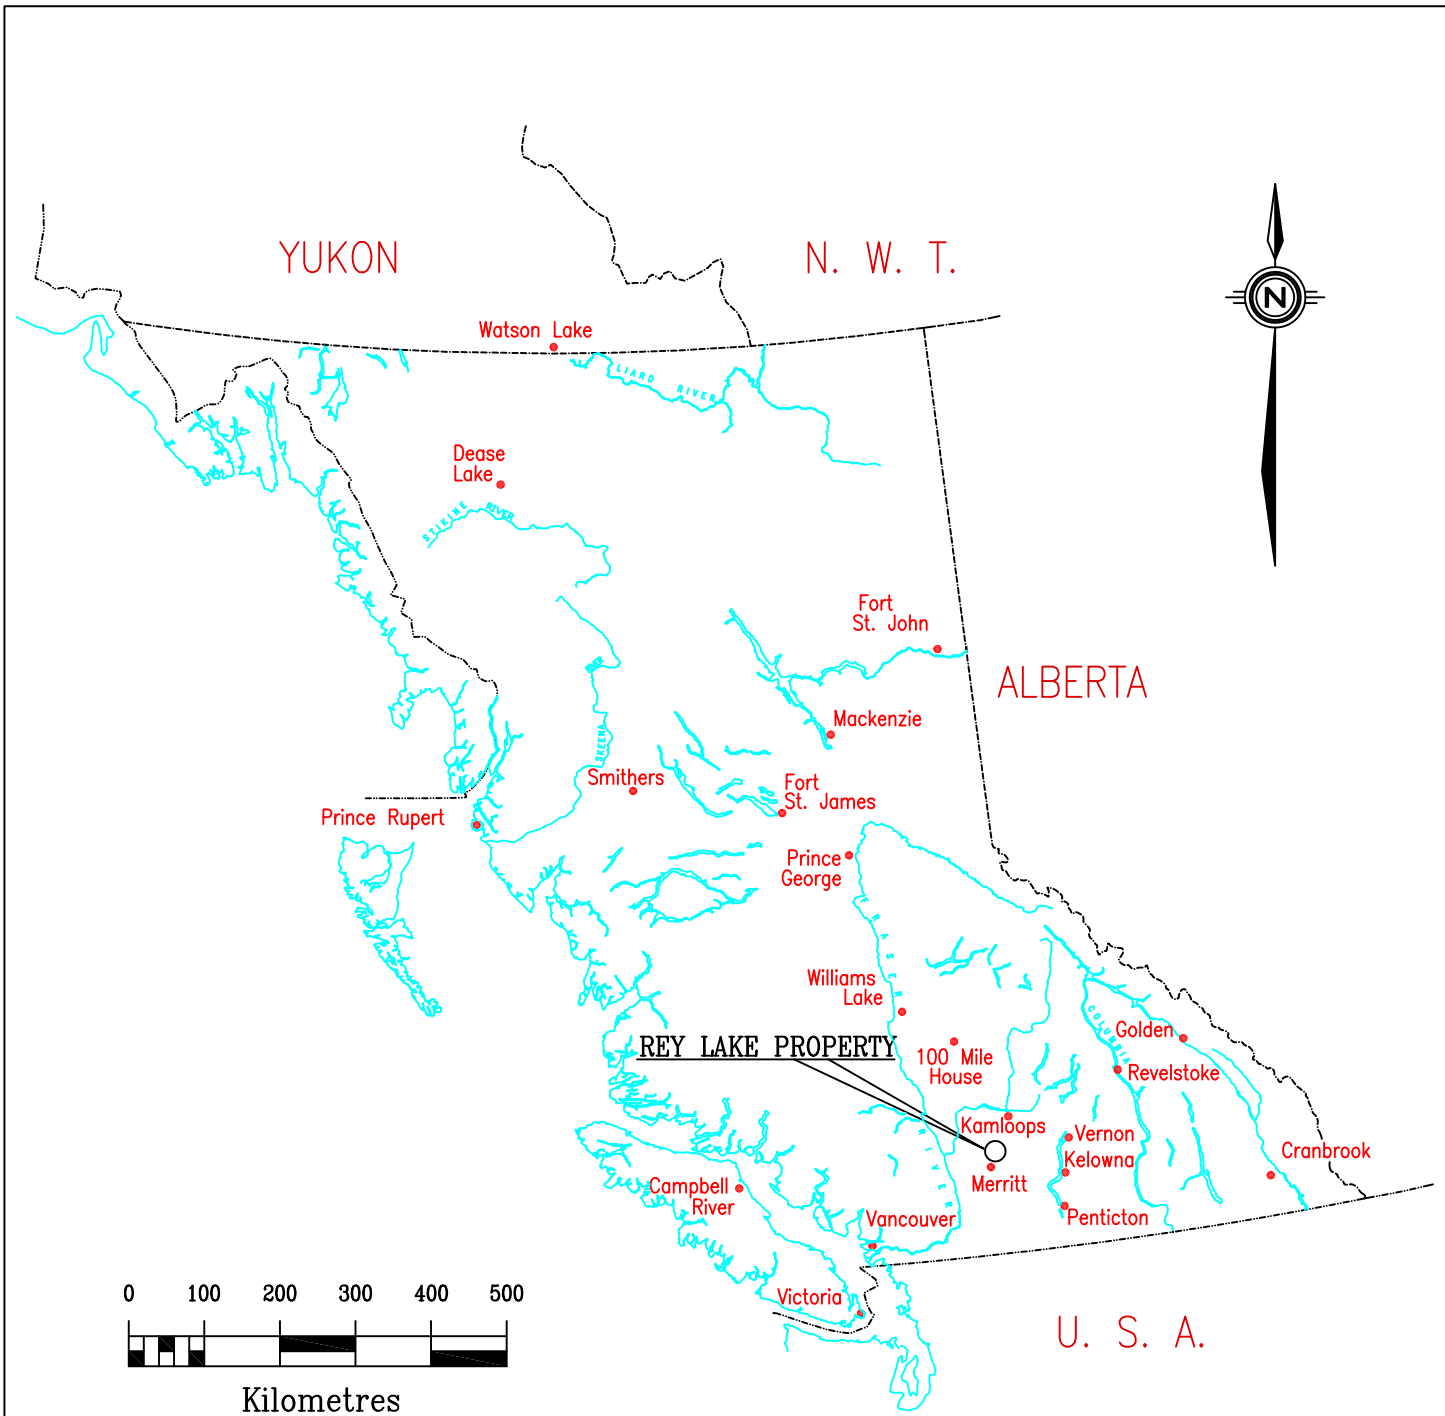 YUKON
N. W. T.
N
Watson Lake
LIARD RIVER
Dease
Lake
STIKINE RIVER
Fort
St. John
ALBERTA
RIVER
SKEENA
Mackenzie
Smithers
Fort
St. James
Prince Rupert
Prince
George
FRASER
Williams
Lake
COLUMBIA
Golden
REY LAKE PROPERTY
100 Mile
House
Revelstoke
Kamloops
RIVER
Vernon
Kelowna
Cranbrook
Merritt
Campbell
River
Penticton
Vancouver
Victoria
0 100 200 300 400 500
Kilometres
U. S. A.